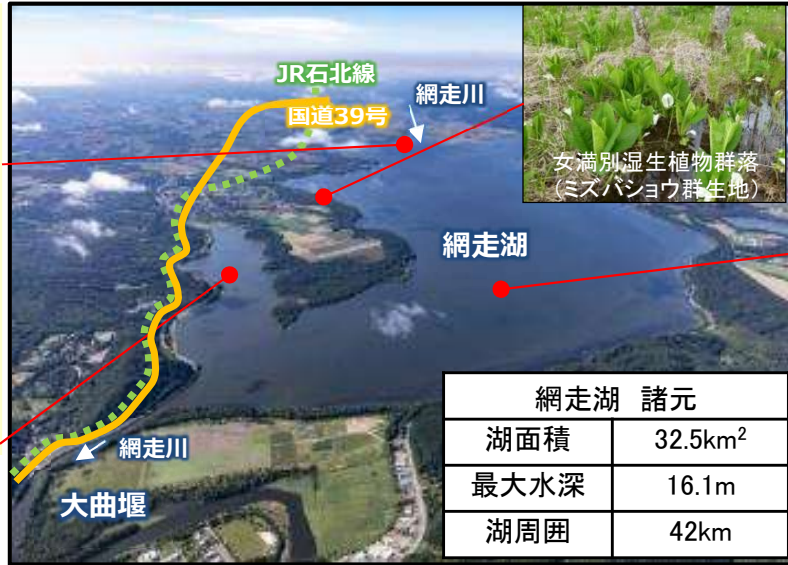 JR石北線
国道39号
網走川
女満別湿生植物群落
（ミズバショウ群生地）
網走湖
網走川
大曲堰
網走湖 諸元
湖面積 32.5km²
最大水深 16.1m
湖周囲 42km